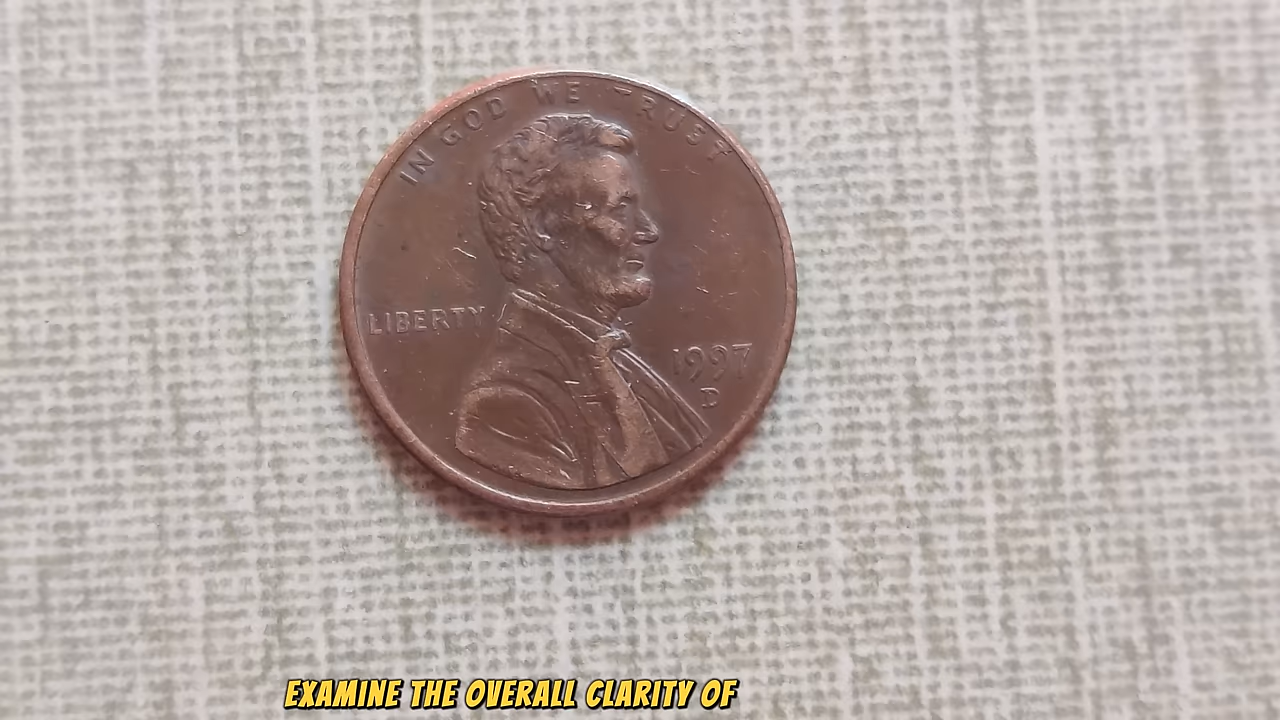 IN GOD WE TRUST
LIBERTY
1997
D
EXAMINE THE OVERALL CLARITY OF